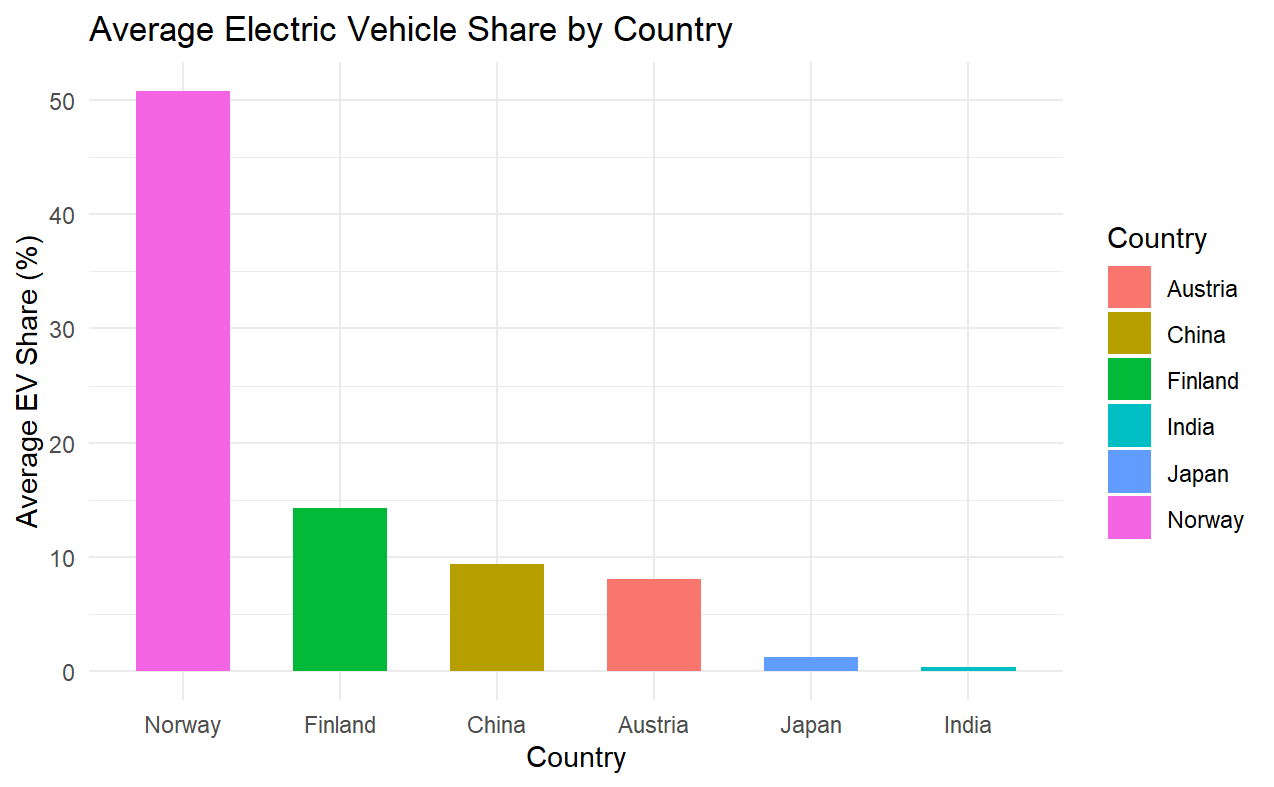 Average Electric Vehicle Share by Country
Average EV Share (%)
50
40
30
20
10
0
Norway Finland China Austria Japan India
Country
Country
Austria
China
Finland
India
Japan
Norway